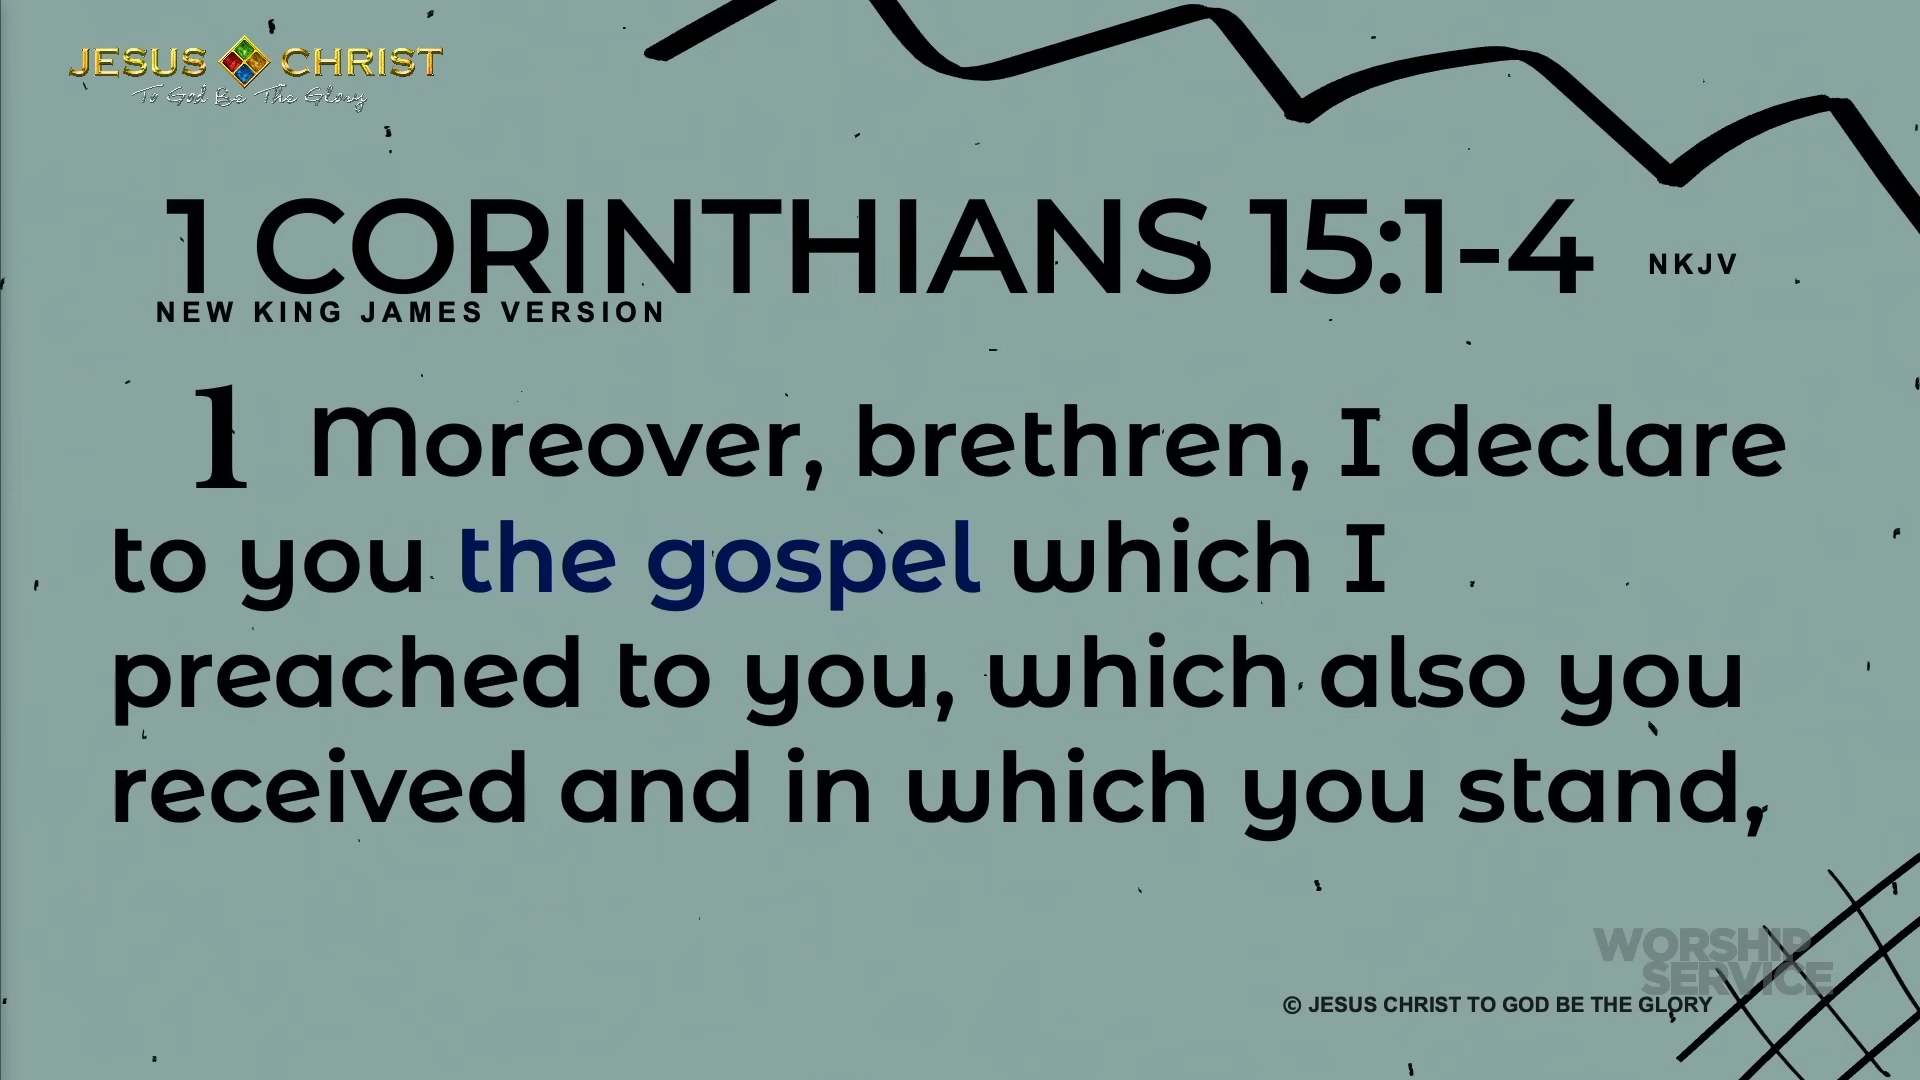 JESUS CHRIST
To God Be The Glory
1 CORINTHIANS 15:1-4 NKJV
NEW KING JAMES VERSION
1 Moreover, brethren, I declare
to you the gospel which I
preached to you, which also you
received and in which you stand,
WORSHIP
SERVICE
© JESUS CHRIST TO GOD BE THE GLORY